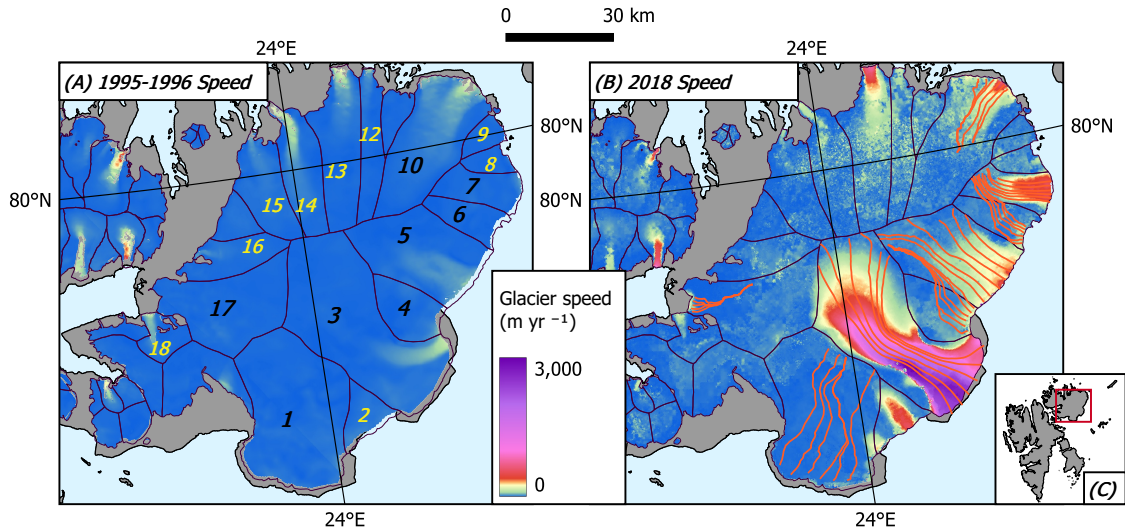 0 30 km
24°E 24°E
(A) 1995-1996 Speed
(B) 2018 Speed
80°N 80°N
80°N 80°N
12
9
13
10
8
7
15 14
6
16
5
17
3
4
18
1
2
Glacier speed
(m yr ⁻¹)
3,000
0
(C)
24°E 24°E